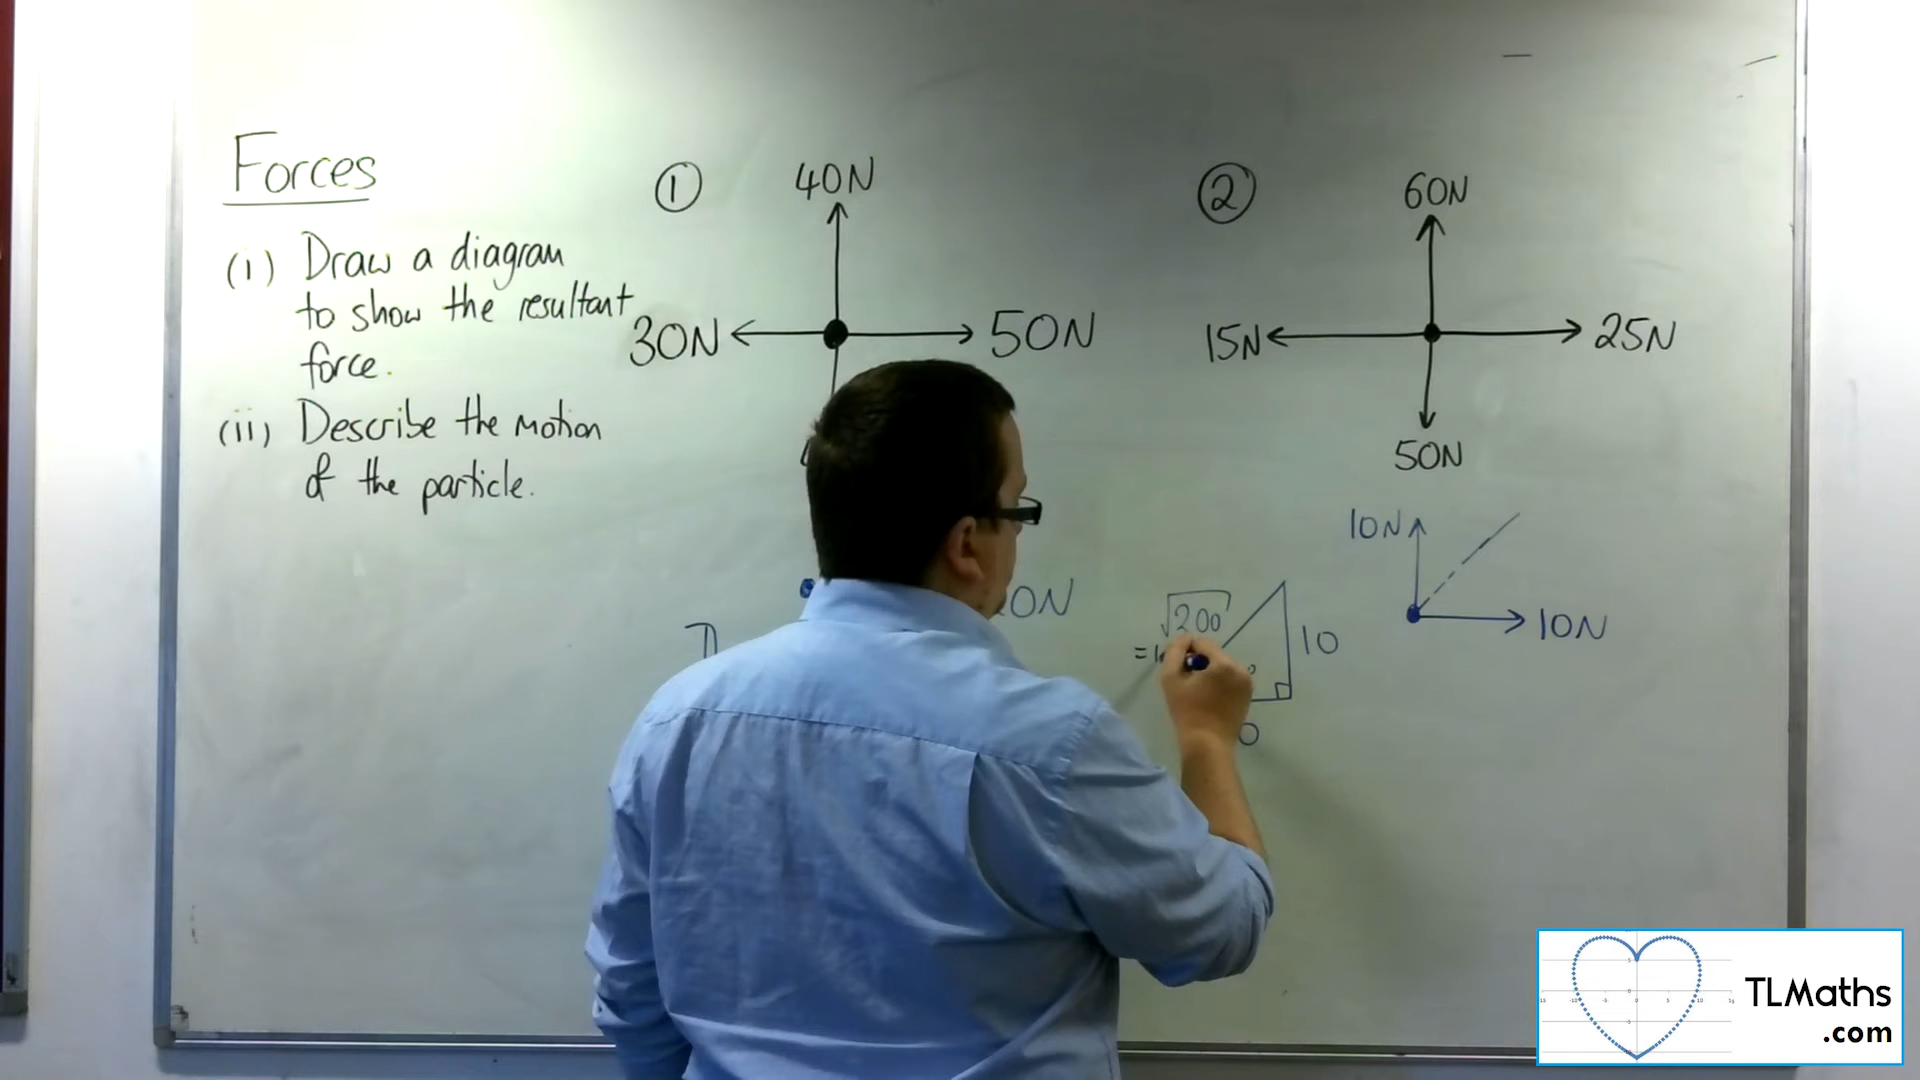 Forces
(i) Draw a diagram
to show the resultant
force.
(ii) Describe the motion
of the particle.
①
40N
30N
50N
②
60N
15N
25N
50N
10N
10N
√200
10
TLMaths
.com